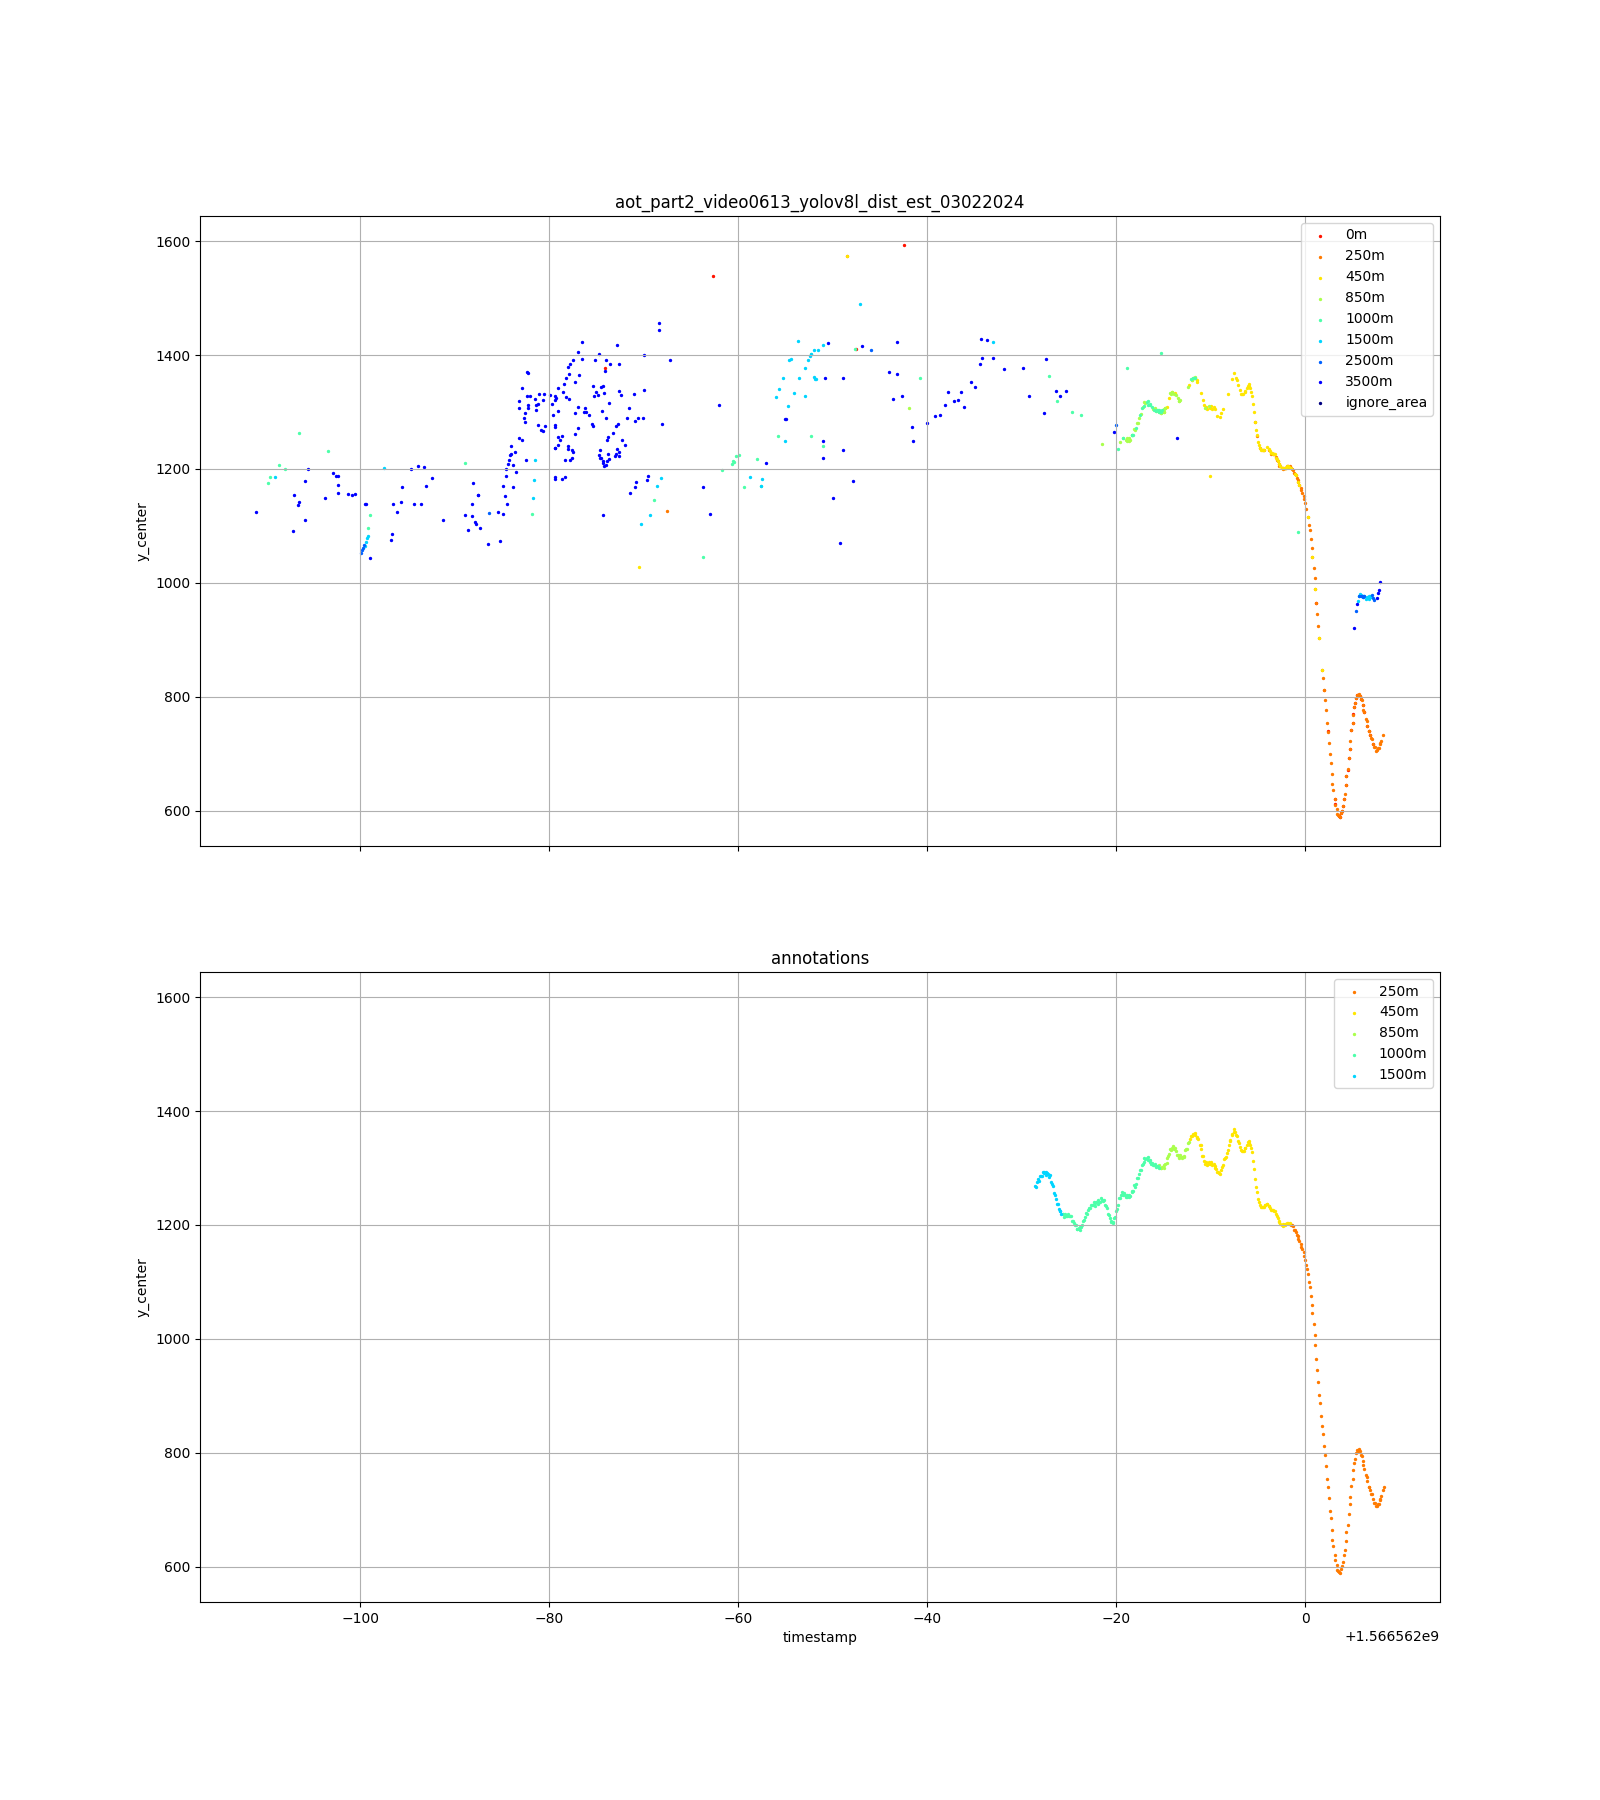 aot_part2_video0613_yolov8l_dist_est_03022024
1600
1400
1200
1000
800
600
y_center
0m
250m
450m
850m
1000m
1500m
2500m
3500m
ignore_area
annotations
1600
1400
1200
1000
800
600
y_center
250m
450m
850m
1000m
1500m
−100
−80
−60
−40
−20
0
timestamp
+1.566562e9